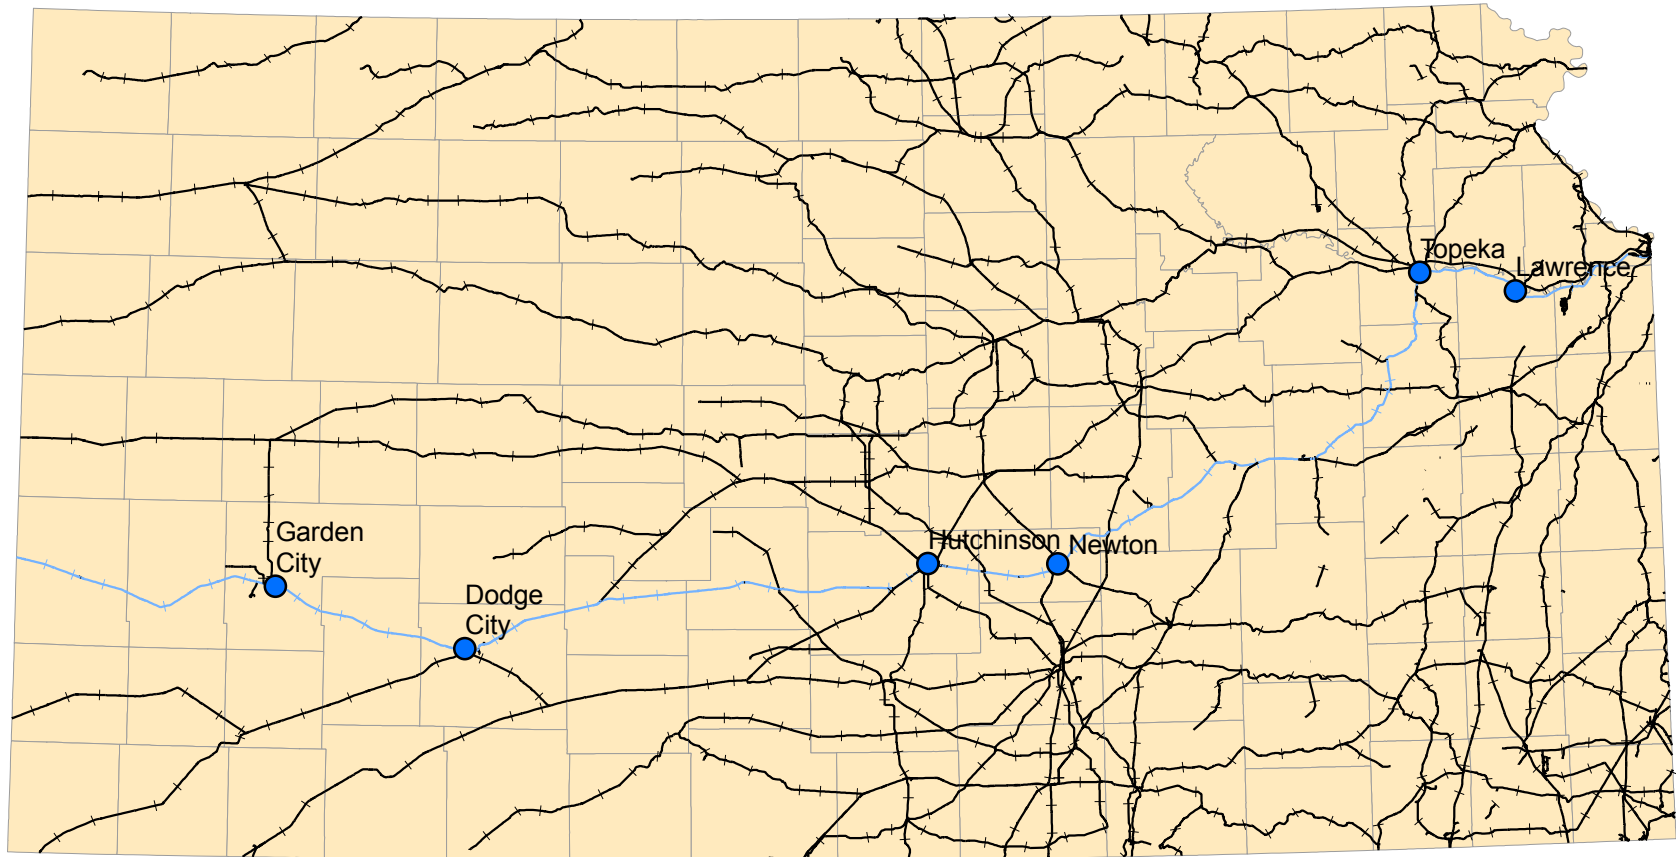 Topeka
Lawrence
Garden
City
Hutchinson
Newton
Dodge
City